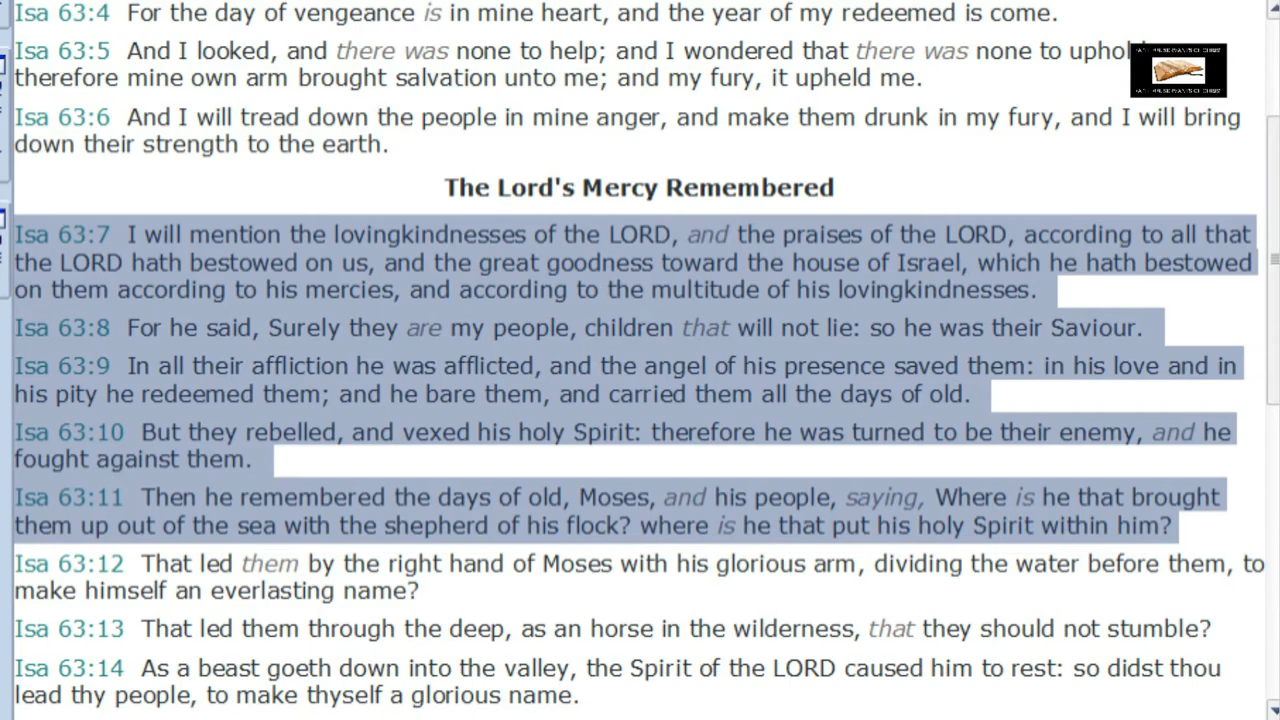 Isa 63:4 For the day of vengeance is in mine heart, and the year of my redeemed is come.
Isa 63:5 And I looked, and there was none to help; and I wondered that there was none to
therefore mine own arm brought salvation unto me; and my fury, it upheld me.
Isa 63:6 And I will tread down the people in mine anger, and make them drunk in my fury, and I will bring
down their strength to the earth.
The Lord's Mercy Remembered
Isa 63:7 I will mention the lovingkindnesses of the LORD, and the praises of the LORD, according to all that
the LORD hath bestowed on us, and the great goodness toward the house of Israel, which he hath bestowed
on them according to his mercies, and according to the multitude of his lovingkindnesses.
Isa 63:8 For he said, Surely they are my people, children that will not lie: so he was their Saviour.
Isa 63:9 In all their affliction he was afflicted, and the angel of his presence saved them: in his love and in
his pity he redeemed them; and he bare them, and carried them all the days of old.
Isa 63:10 But they rebelled, and vexed his holy Spirit: therefore he was turned to be their enemy, and he
fought against them.
Isa 63:11 Then he remembered the days of old, Moses, and his people, saying, Where is he that brought
them up out of the sea with the shepherd of his flock? where is he that put his holy Spirit within him?
Isa 63:12 That led them by the right hand of Moses with his glorious arm, dividing the water before them, to
make himself an everlasting name?
Isa 63:13 That led them through the deep, as an horse in the wilderness, that they should not stumble?
Isa 63:14 As a beast goeth down into the valley, the Spirit of the LORD caused him to rest: so didst thou
lead thy people, to make thyself a glorious name.